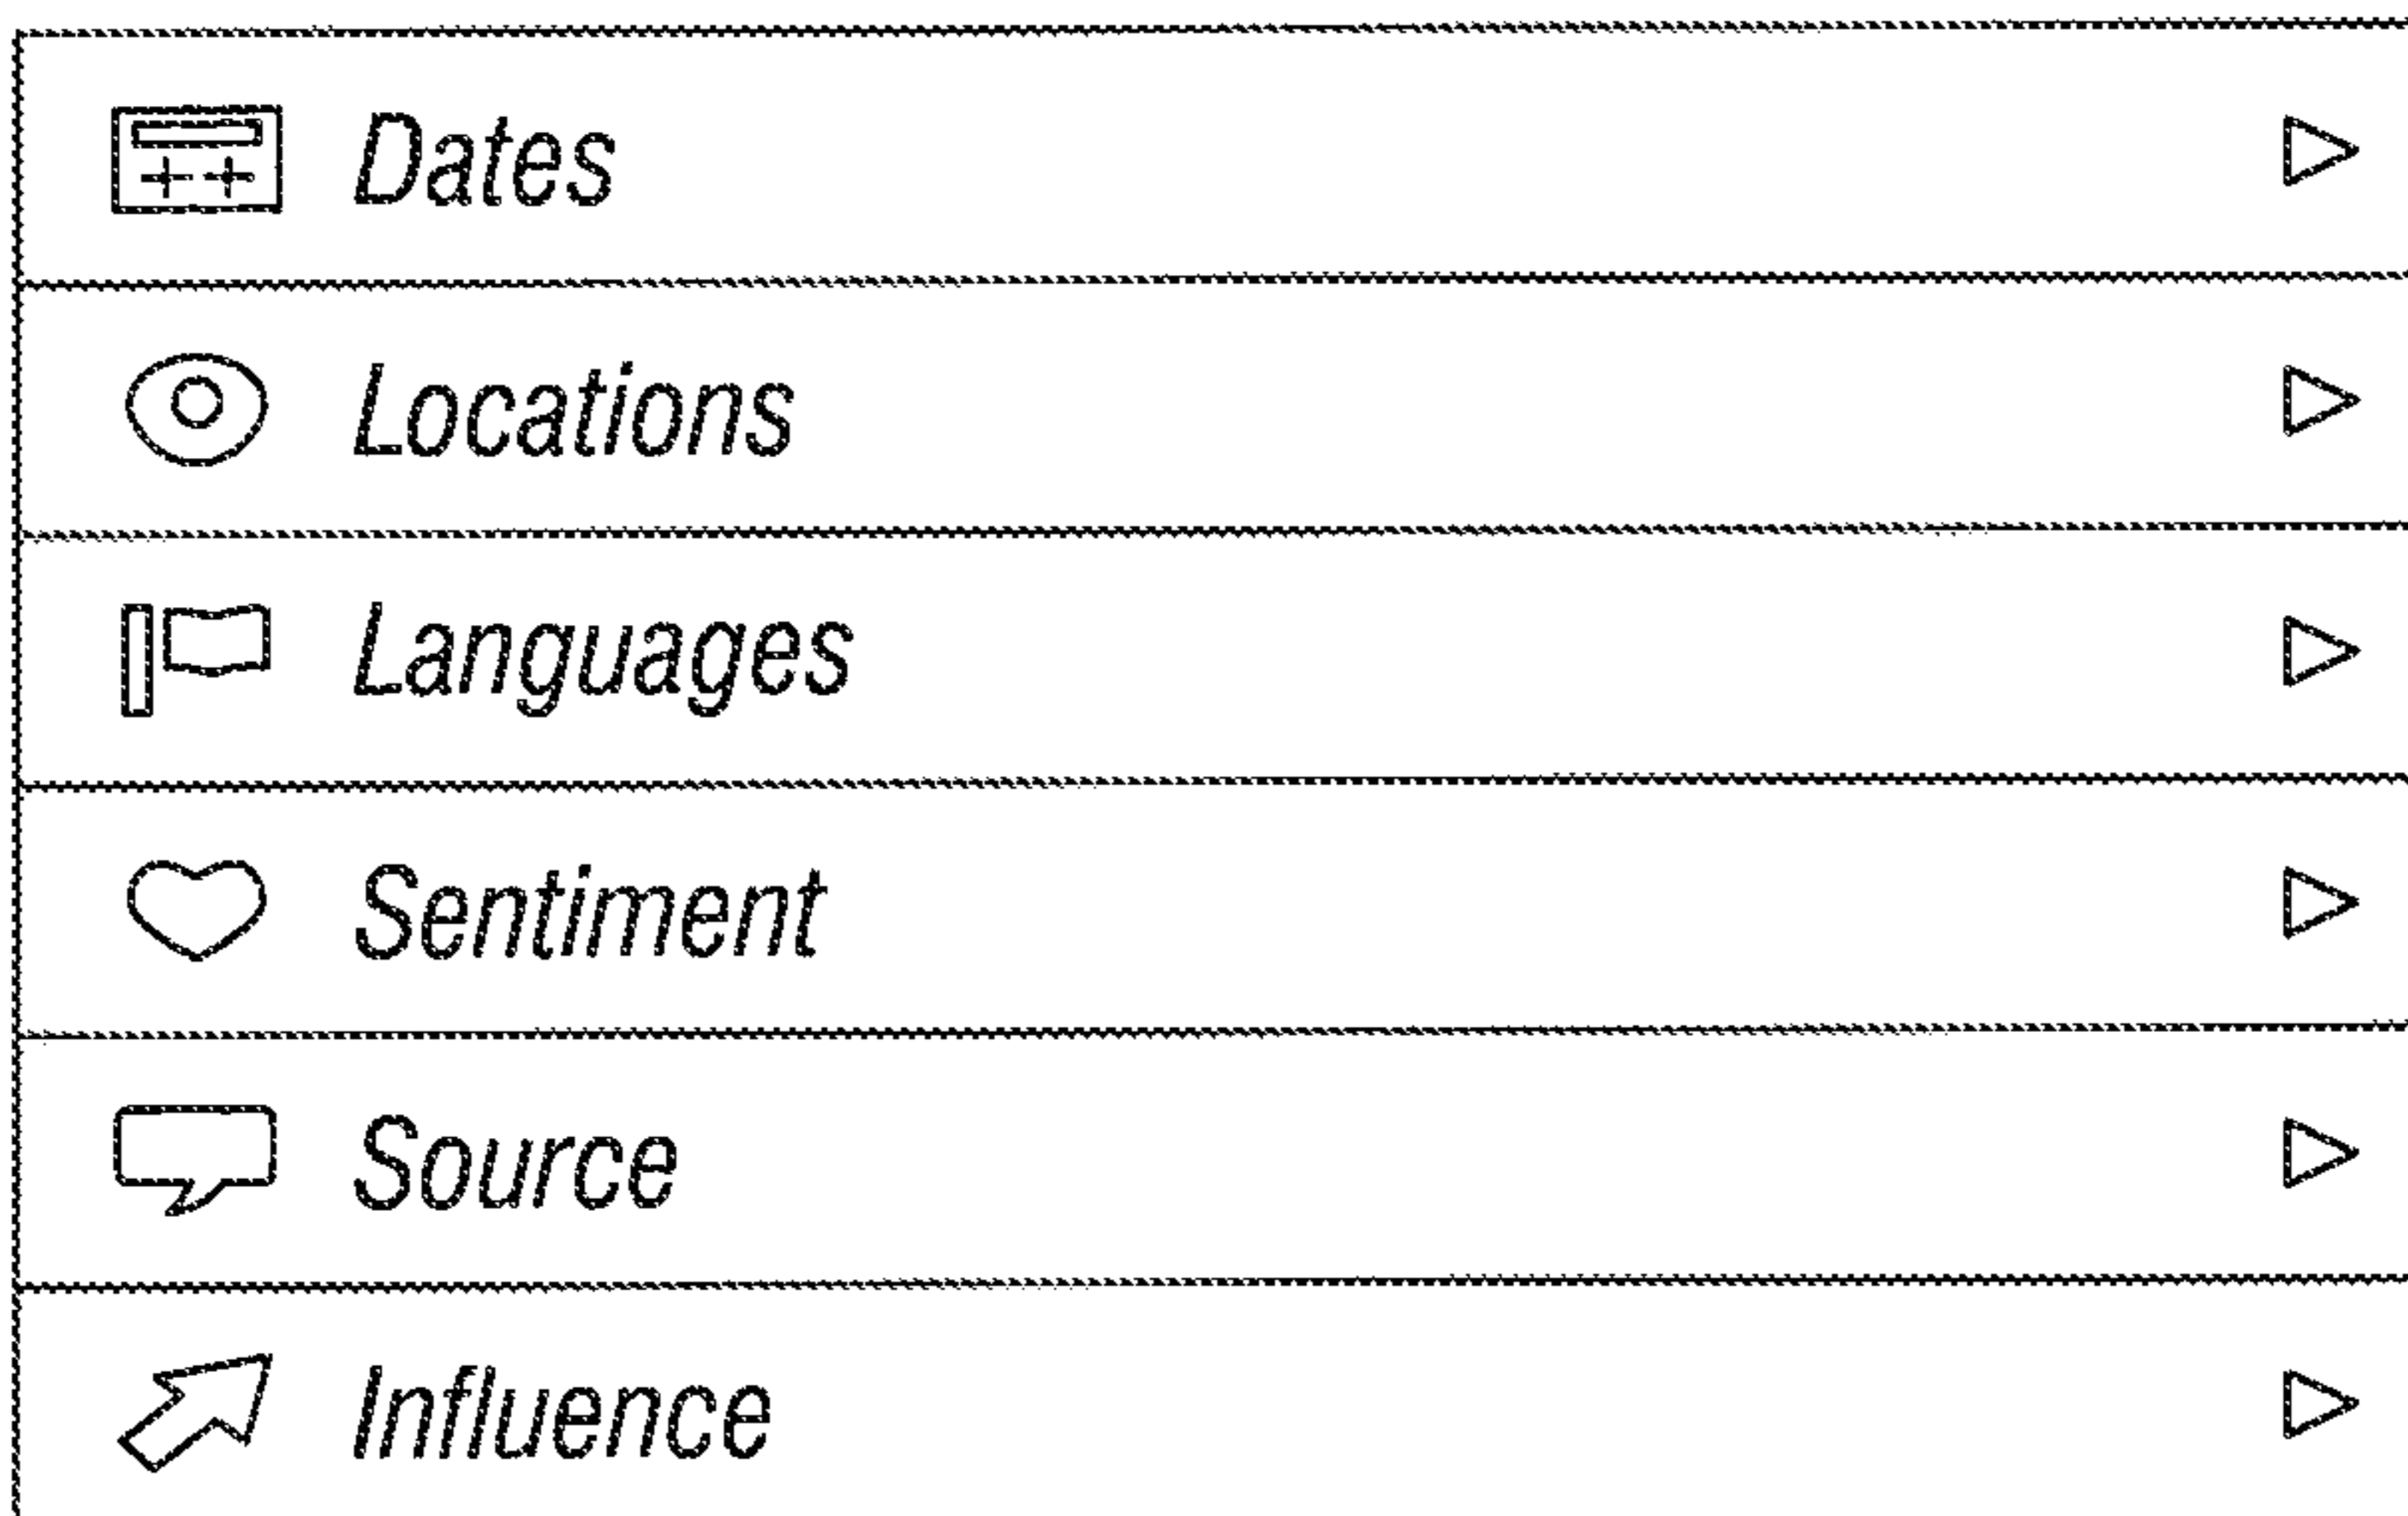 Dates
Locations
Languages
Sentiment
Source
Influence